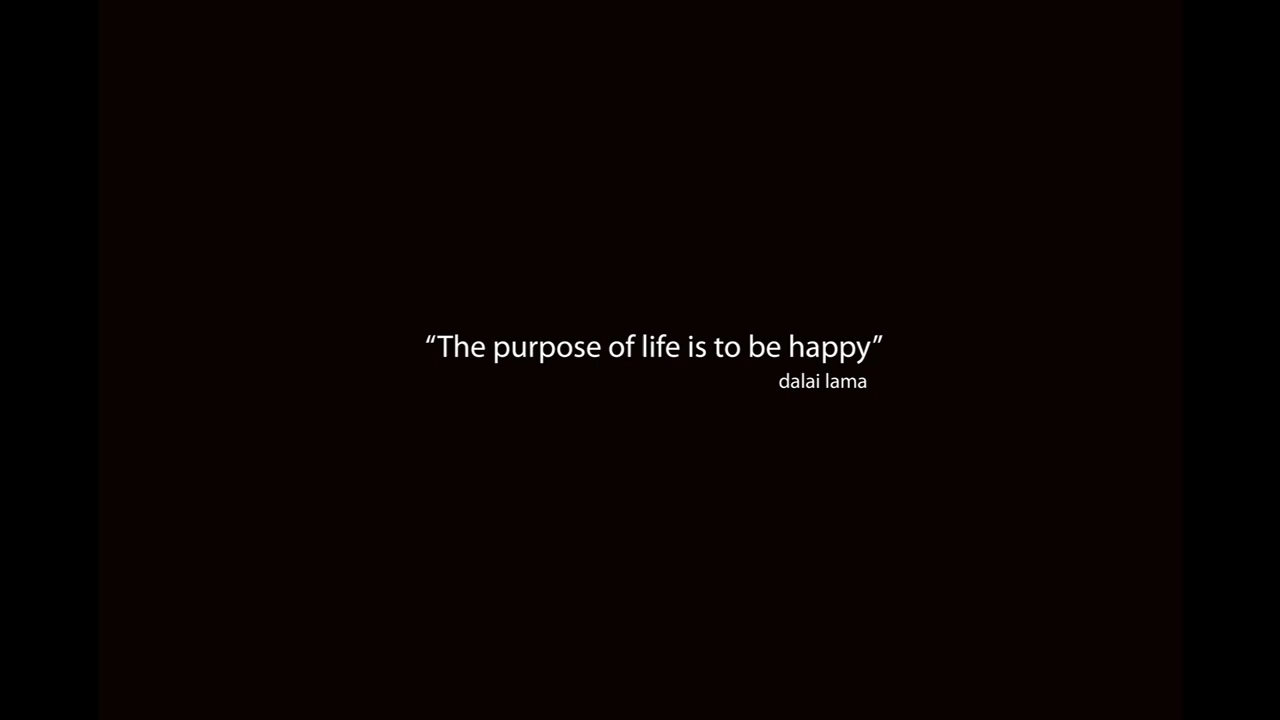 “The purpose of life is to be happy”
dalai lama